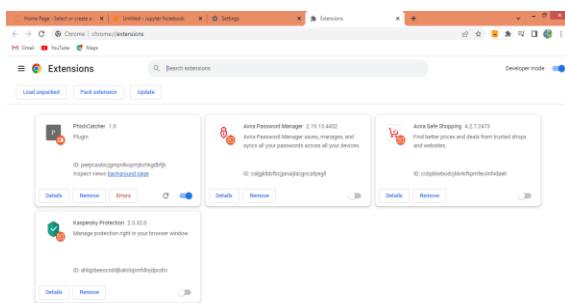 Home Page - Select or create a n
Untitled - Jupyter Notebook
Settings
Extensions
Chrome | chrome://extensions
Gmail
YouTube
Maps
Extensions
Search extensions
Developer mode
Load unpacked
Pack extension
Update
PhishCatcher 1.0
Plugin
Inspect views background page
Details
Remove
Errors
Avira Password Manager 2.19.13.4452
Avira Password Manager saves, manages, and
syncs all your passwords across all your devices.
Details
Remove
Avira Safe Shopping 4.2.7.2473
Find better prices and deals from trusted shops
and websites.
Details
Remove
Kaspersky Protection 2.5.32.0
Manage protection right in your browser window
Details
Remove